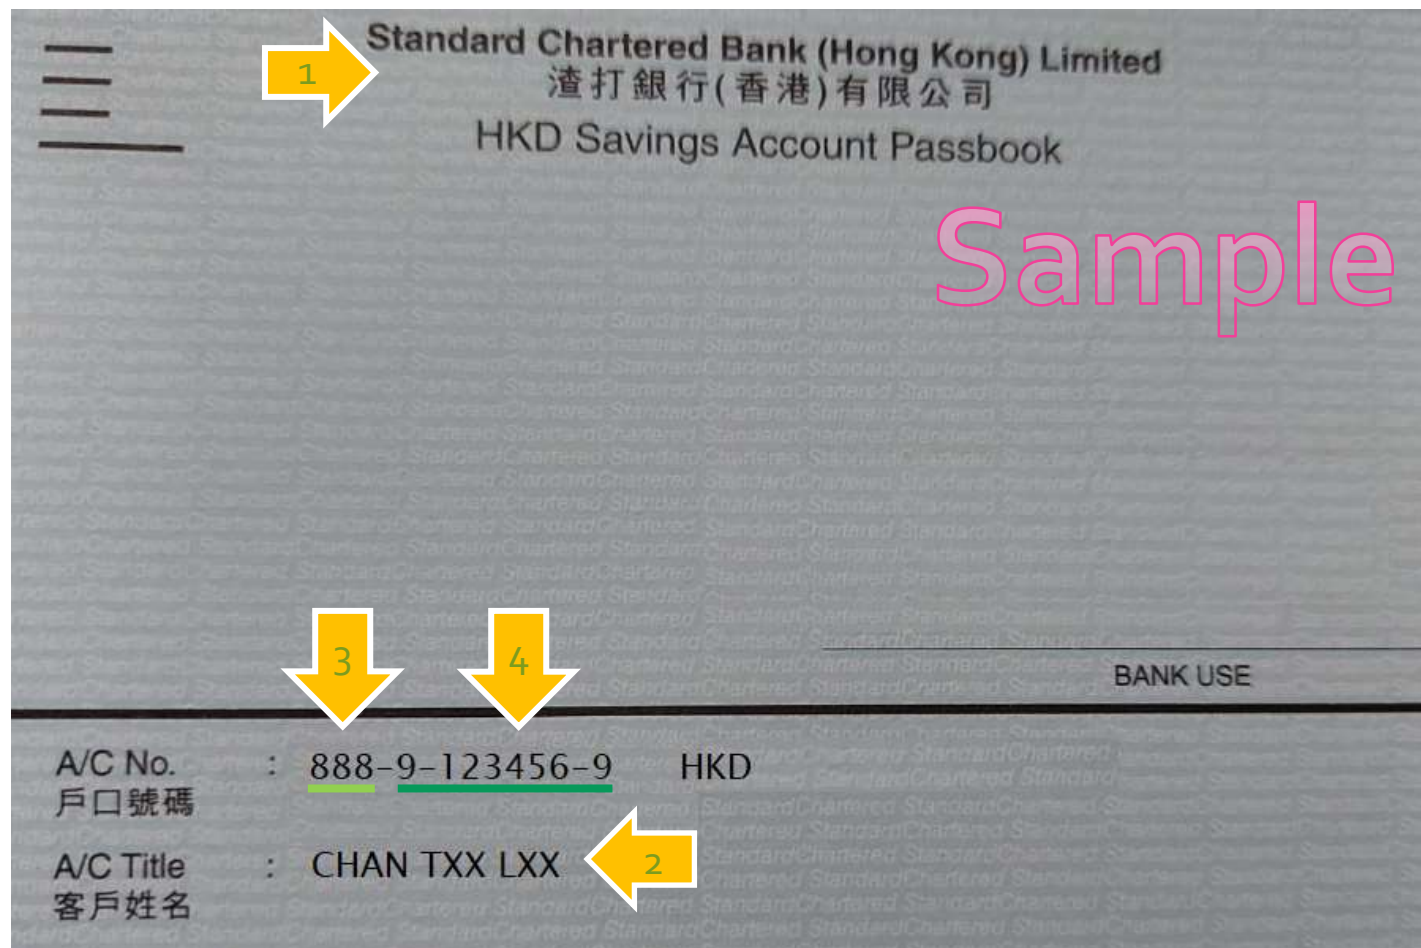 1
Standard Chartered Bank (Hong Kong) Limited
渣打銀行(香港)有限公司
HKD Savings Account Passbook
Sample
3
4
BANK USE
A/C No. : 888-9-123456-9 HKD
戶口號碼
A/C Title : CHAN TXX LXX
2
客戶姓名